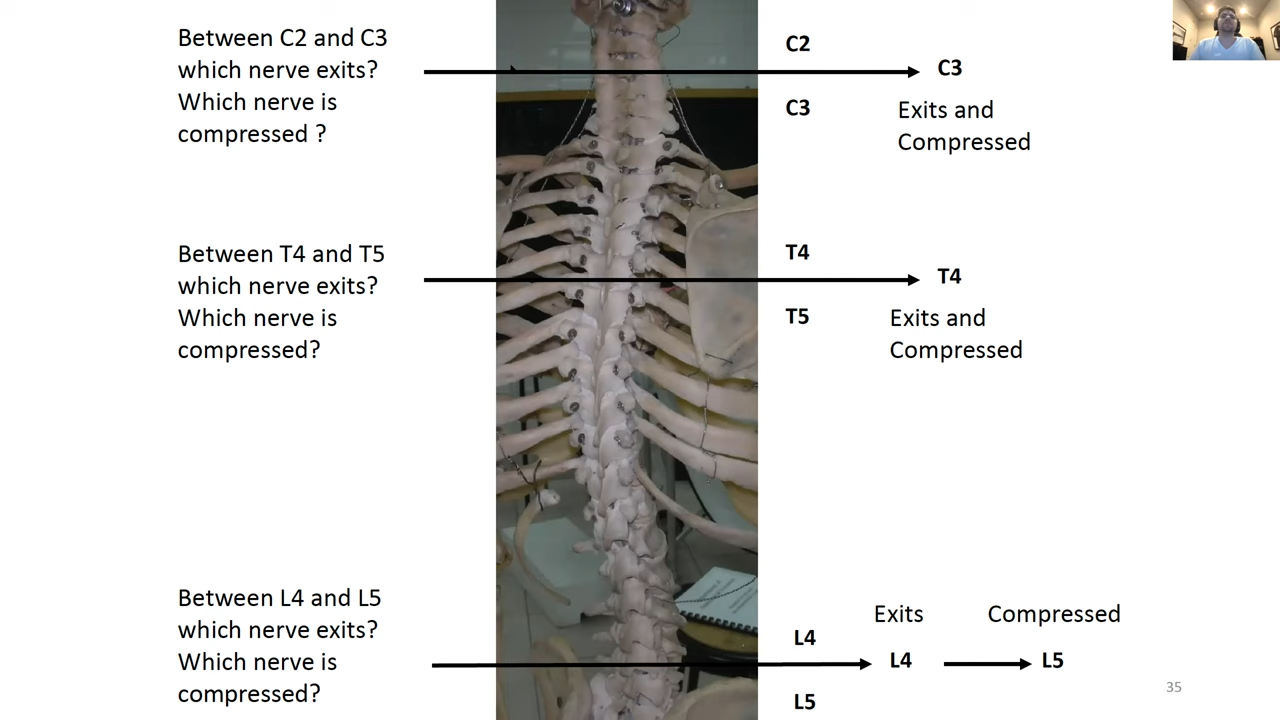 Between C2 and C3
which nerve exits?
Which nerve is
compressed ?
C2
C3
C3
Exits and
Compressed
Between T4 and T5
which nerve exits?
Which nerve is
compressed?
T4
T4
T5
Exits and
Compressed
Between L4 and L5
which nerve exits?
Which nerve is
compressed?
Exits
Compressed
L4
L4
L5
L5
35